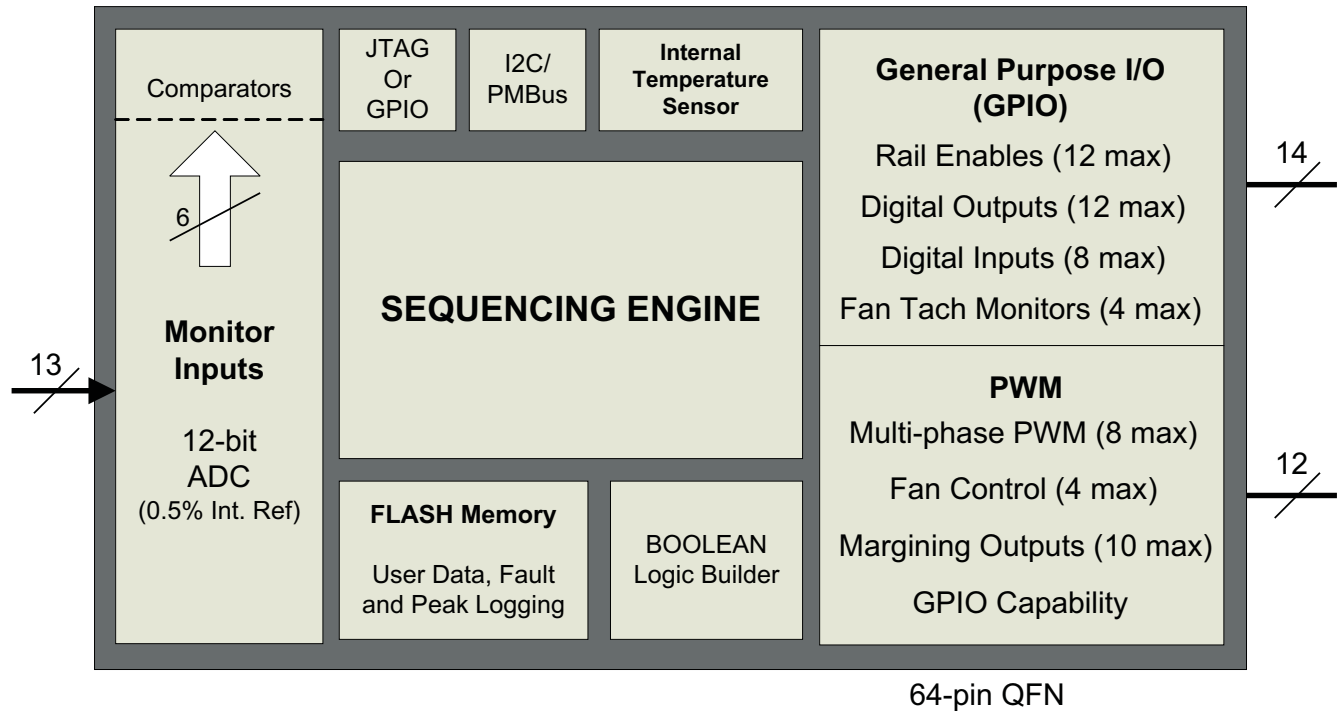 Comparators
6
Monitor
Inputs
12-bit
ADC
(0.5% Int. Ref)
13
JTAG
Or
GPIO
I2C/
PMBus
Internal
Temperature
Sensor
SEQUENCING ENGINE
FLASH Memory
User Data, Fault
and Peak Logging
BOOLEAN
Logic Builder
General Purpose I/O
(GPIO)
Rail Enables (12 max)
Digital Outputs (12 max)
Digital Inputs (8 max)
Fan Tach Monitors (4 max)
14
PWM
Multi-phase PWM (8 max)
Fan Control (4 max)
Margining Outputs (10 max)
GPIO Capability
12
64-pin QFN